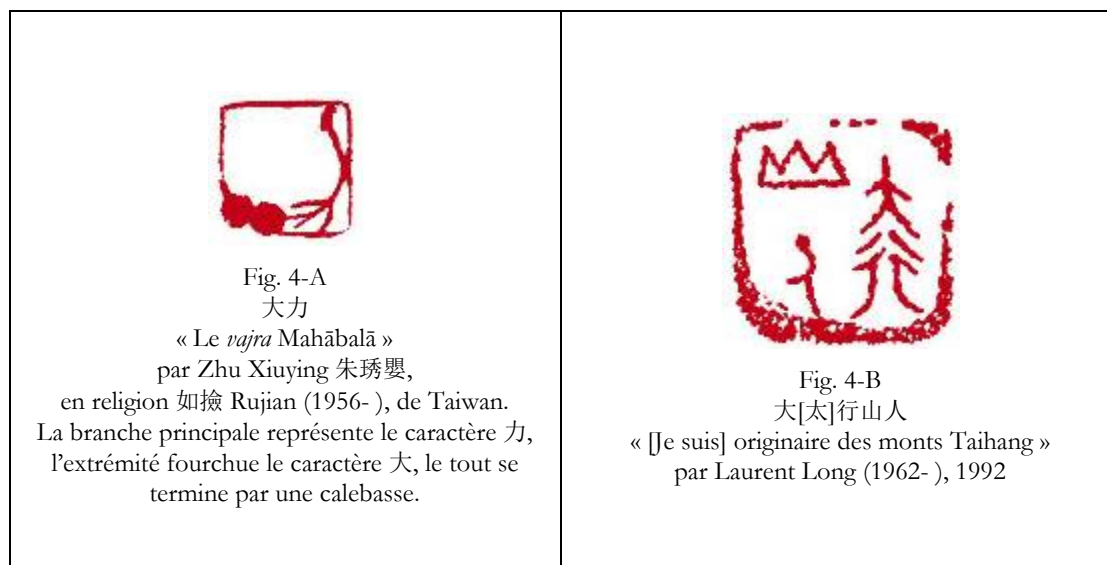 Fig. 4-A
大力
« Le vajra Mahābalā »
par Zhu Xiuying 朱琇嬰,
en religion 如撿 Rujian (1956- ), de Taiwan.
La branche principale représente le caractère 力,
l'extrémité fourchue le caractère 大, le tout se
termine par une calebasse.
Fig. 4-B
大[太]行山人
« [Je suis] originaire des monts Taihang »
par Laurent Long (1962- ), 1992